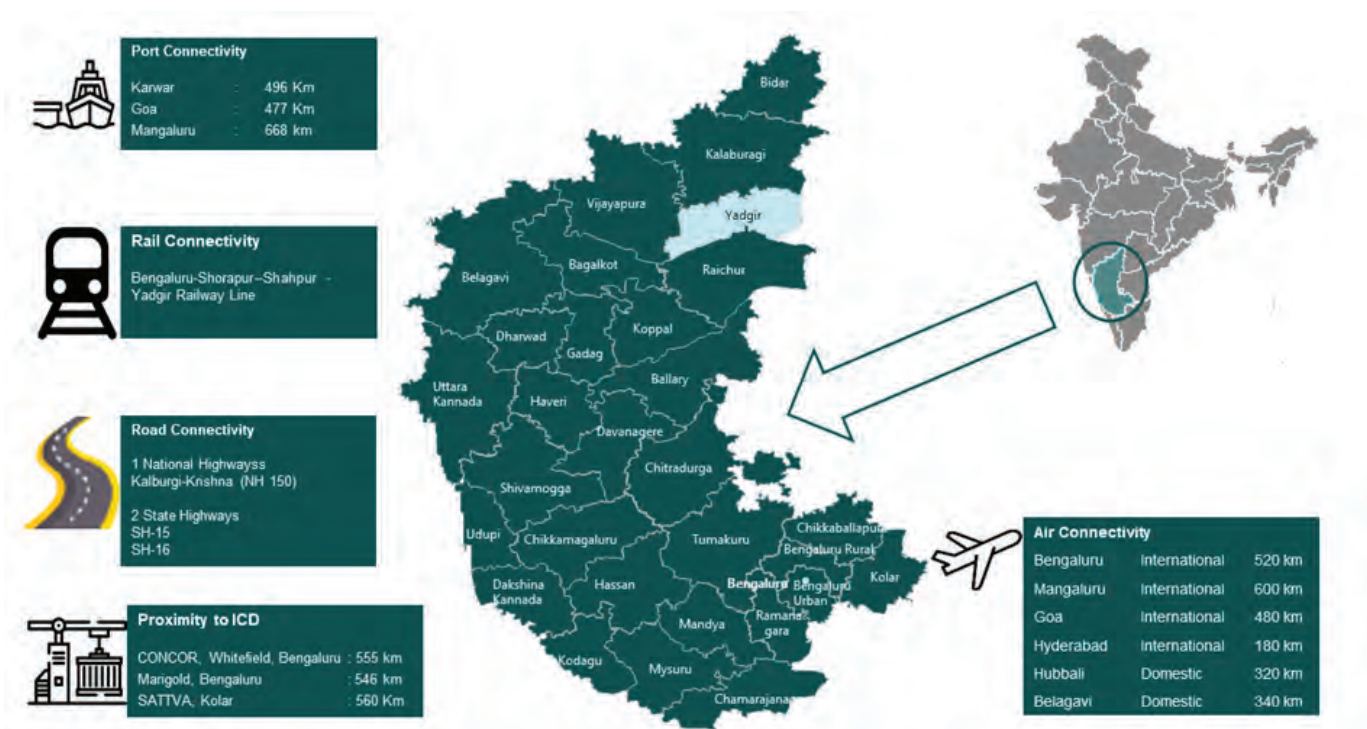 Port Connectivity
Karwar : 496 Km
Goa : 477 Km
Mangaluru : 668 km
Rail Connectivity
Bengaluru-Shorapur–Shahpur -
Yadgir Railway Line
Road Connectivity
1 National Highwayss
Kalburgi-Krishna (NH 150)
2 State Highways
SH-15
SH-16
Proximity to ICD
CONCOR, Whitefield, Bengaluru : 555 km
Marigold, Bengaluru : 546 km
SATTVA, Kolar : 560 Km
Bidar
Kalaburagi
Vijayapura
Yadgir
Belagavi
Bagalkot
Raichur
Dharwad
Gadag
Koppal
Uttara
Kannada
Haveri
Ballary
Davanagere
Chitradurga
Shivamogga
Udupi
Chikkamagaluru
Tumakuru
Chikkaballapur
Bengaluru Rural
Kolar
Dakshina
Kannada
Hassan
Bengaluru
Bengaluru
Urban
Ramana
gara
Mandya
Kodagu
Mysuru
Chamarajana
Air Connectivity
Bengaluru International 520 km
Mangaluru International 600 km
Goa International 480 km
Hyderabad International 180 km
Hubbali Domestic 320 km
Belagavi Domestic 340 km